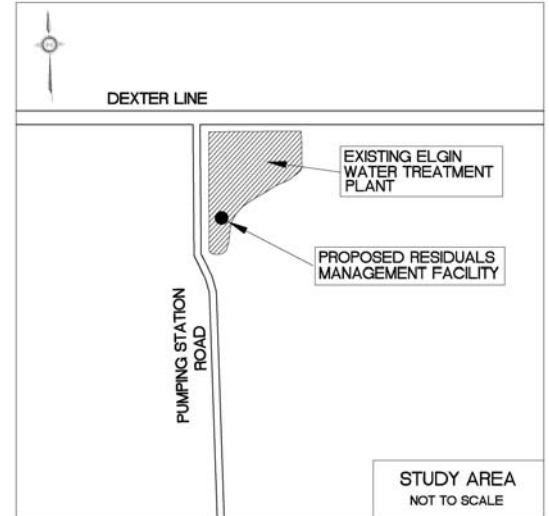 DEXTER LINE
EXISTING ELGIN
WATER TREATMENT
PLANT
PROPOSED RESIDUALS
MANAGEMENT FACILITY
PUMPING STATION
ROAD
STUDY AREA
NOT TO SCALE